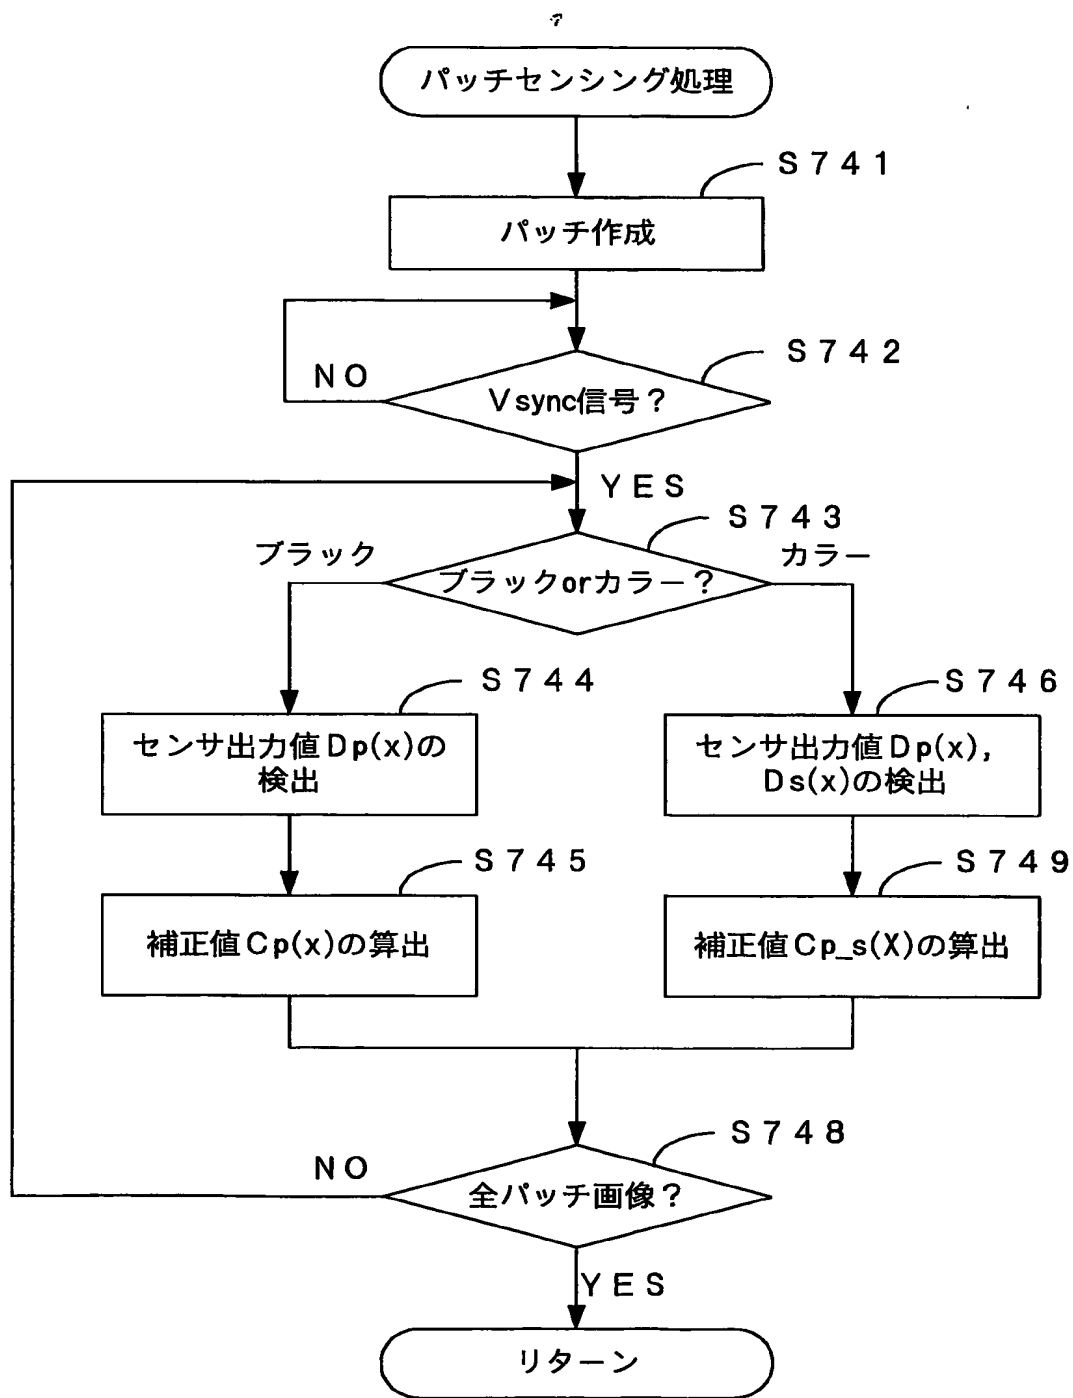 パッチセンシング処理
S741
パッチ作成
S742
NO
Vsync信号？
YES
S743
ブラック
カラー
ブラックorカラー？
S744
S746
センサ出力値Dp(x)の
検出
センサ出力値Dp(x),
Ds(x)の検出
S745
S749
補正値Cp(x)の算出
補正値Cp_s(X)の算出
S748
NO
全パッチ画像？
YES
リターン